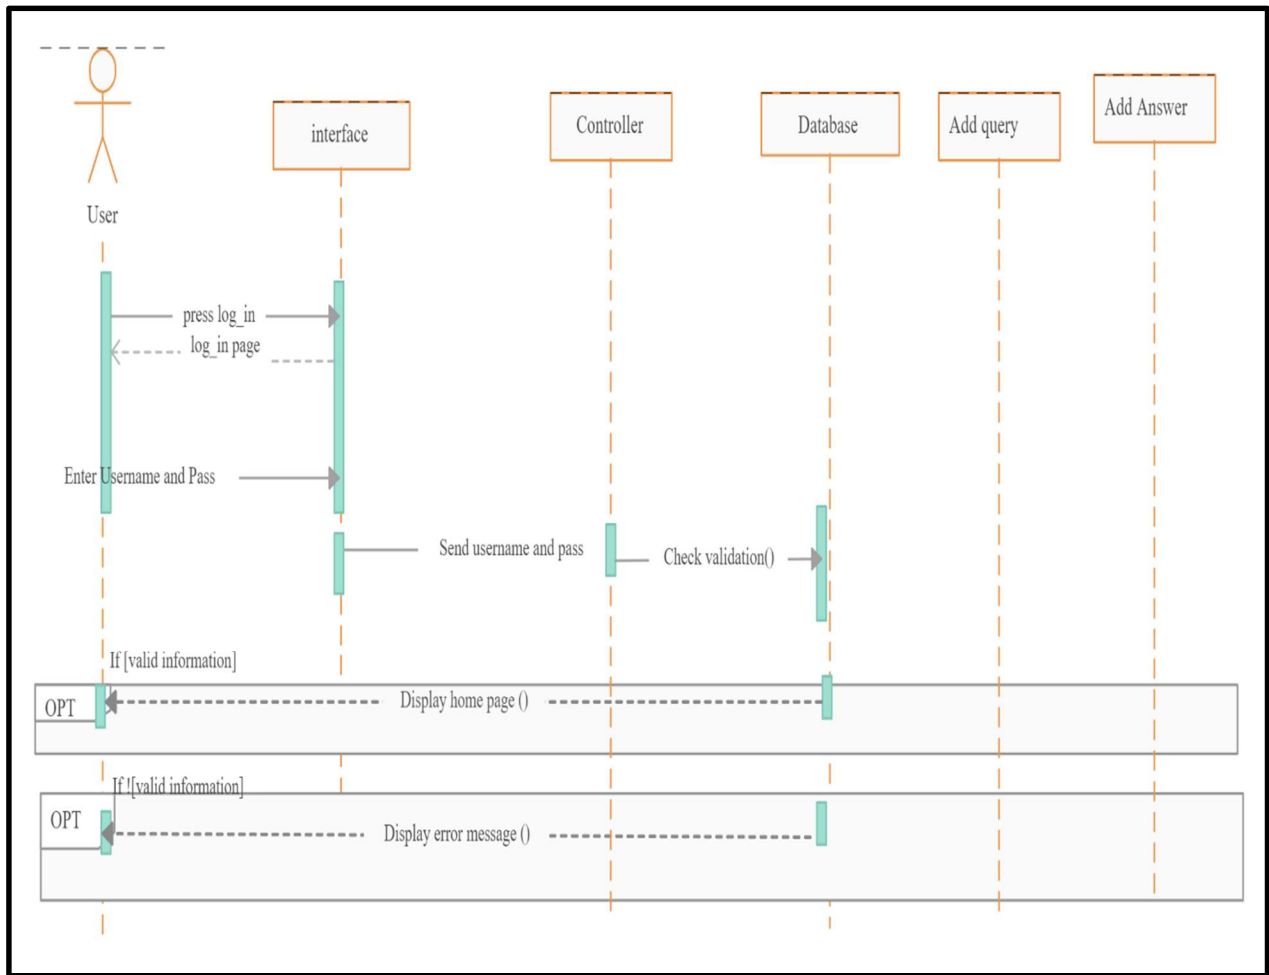 User
interface
Controller
Database
Add query
Add Answer
press log_in
log_in page
Enter Username and Pass
Send username and pass
Check validation()
If [valid information]
OPT
Display home page ()
If ![valid information]
OPT
Display error message ()